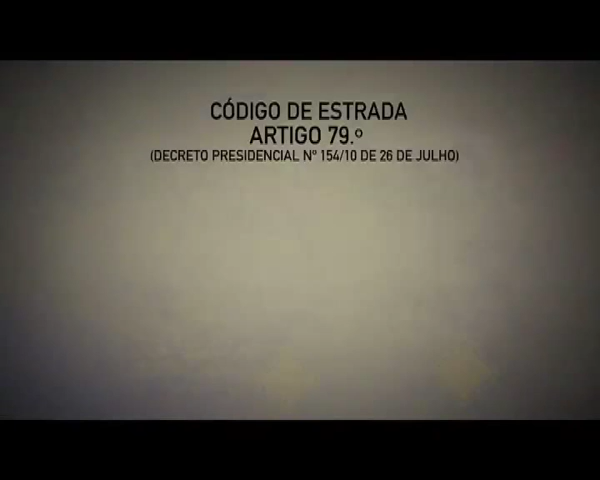 CÓDIGO DE ESTRADA
ARTIGO 79.º
(DECRETO PRESIDENCIAL Nº 154/10 DE 26 DE JULHO)